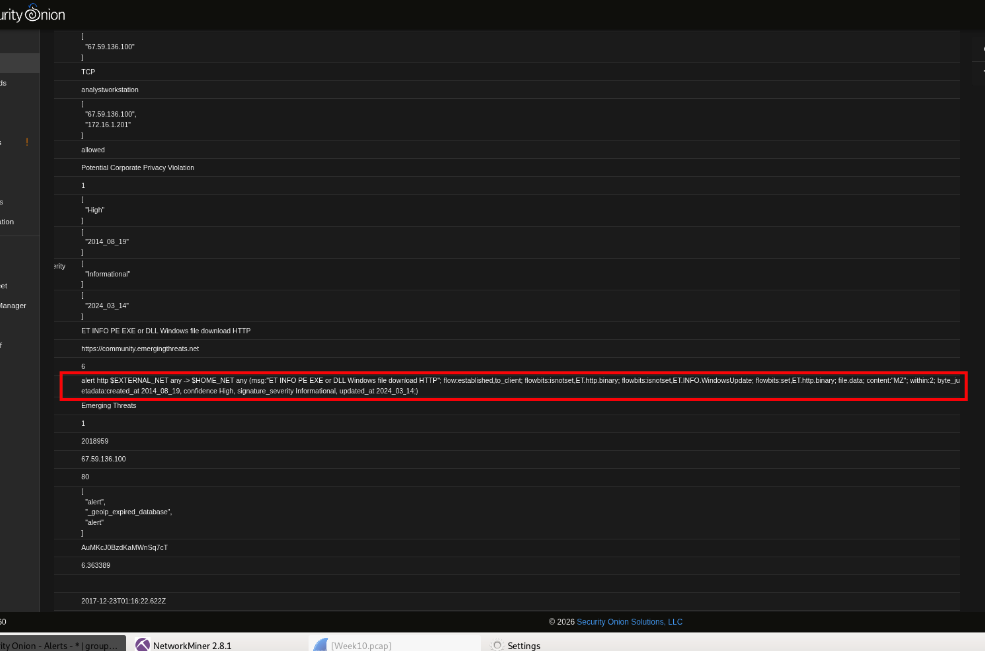 urity Onion
[
"67.59.136.100"
]
TCP
ds
analystworkstation
[
"67.59.136.100",
"172.16.1.201"
]
s !
allowed
Potential Corporate Privacy Violation
1
[
"High"
]
s
ation
[
"2014_08_19"
]
erity
[
"Informational"
]
[
"2024_03_14"
]
eet
Manager
ET INFO PE EXE or DLL Windows file download HTTP
f
https://community.emergingthreats.net
6
alert http $EXTERNAL_NET any -> $HOME_NET any (msg:"ET INFO PE EXE or DLL Windows file download HTTP"; flow:established,to_client; flowbits:isnotset,ET.http.binary; flowbits:isnotset,ET.INFO.WindowsUpdate; flowbits:set,ET.http.binary; file.data; content:"MZ"; within:2; byte_ju
etadata:created_at 2014_08_19, confidence High, signature_severity Informational, updated_at 2024_03_14;)
Emerging Threats
1
2018959
67.59.136.100
80
[
"alert",
"_geoip_expired_database",
"alert"
]
AuMKcJ0BzdKaMWnSq7cT
6.363389
2017-12-23T01:16:22.622Z
60
© 2026 Security Onion Solutions, LLC
ity Onion - Alerts - * | group...
NetworkMiner 2.8.1
[Week10.pcap]
Settings